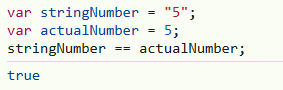 var stringNumber = "5";
var actualNumber = 5;
stringNumber == actualNumber;
true